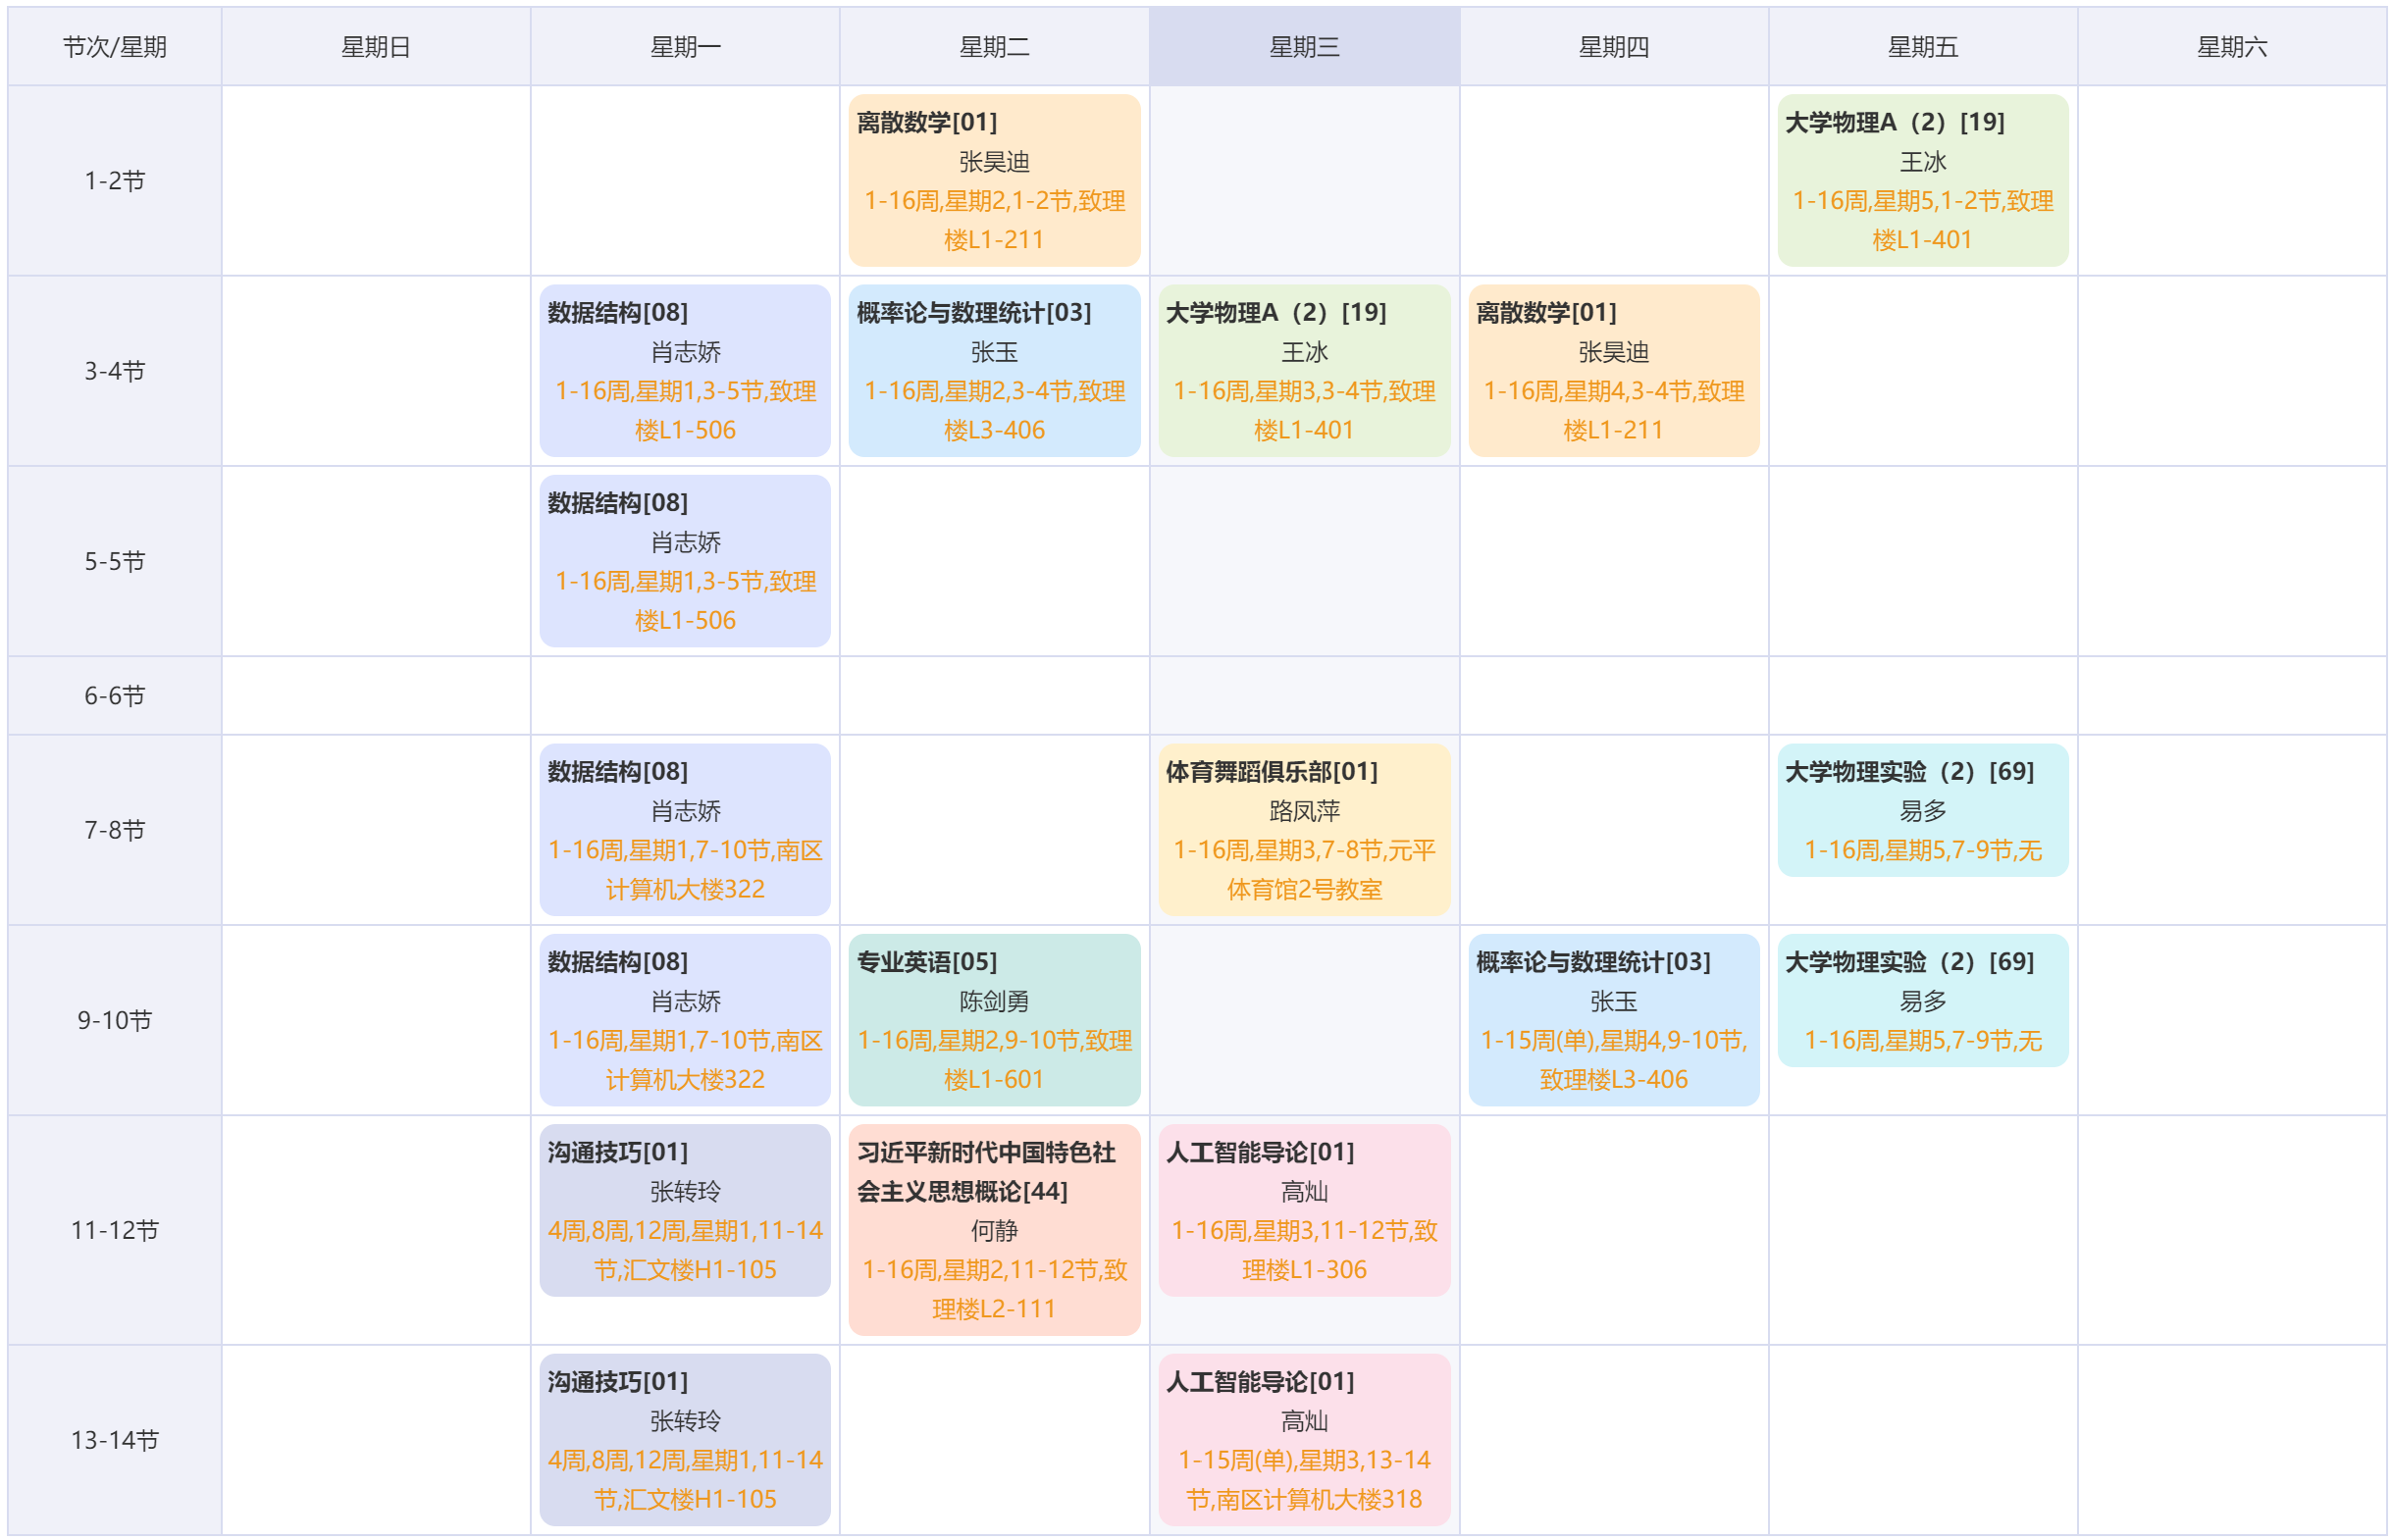 节次/星期
星期日
星期一
星期二
星期三
星期四
星期五
星期六
1-2节
离散数学[01]
张昊迪
1-16周,星期2,1-2节,致理
楼L1-211
大学物理A（2）[19]
王冰
1-16周,星期5,1-2节,致理
楼L1-401
3-4节
数据结构[08]
肖志娇
1-16周,星期1,3-5节,致理
楼L1-506
概率论与数理统计[03]
张玉
1-16周,星期2,3-4节,致理
楼L3-406
大学物理A（2）[19]
王冰
1-16周,星期3,3-4节,致理
楼L1-401
离散数学[01]
张昊迪
1-16周,星期4,3-4节,致理
楼L1-211
5-5节
数据结构[08]
肖志娇
1-16周,星期1,3-5节,致理
楼L1-506
6-6节
7-8节
数据结构[08]
肖志娇
1-16周,星期1,7-10节,南区
计算机大楼322
体育舞蹈俱乐部[01]
路凤萍
1-16周,星期3,7-8节,元平
体育馆2号教室
大学物理实验（2）[69]
易多
1-16周,星期5,7-9节,无
9-10节
数据结构[08]
肖志娇
1-16周,星期1,7-10节,南区
计算机大楼322
专业英语[05]
陈剑勇
1-16周,星期2,9-10节,致理
楼L1-601
概率论与数理统计[03]
张玉
1-15周(单),星期4,9-10节,
致理楼L3-406
大学物理实验（2）[69]
易多
1-16周,星期5,7-9节,无
11-12节
沟通技巧[01]
张转玲
4周,8周,12周,星期1,11-14
节,汇文楼H1-105
习近平新时代中国特色社
会主义思想概论[44]
何静
1-16周,星期2,11-12节,致
理楼L2-111
人工智能导论[01]
高灿
1-16周,星期3,11-12节,致
理楼L1-306
13-14节
沟通技巧[01]
张转玲
4周,8周,12周,星期1,11-14
节,汇文楼H1-105
人工智能导论[01]
高灿
1-15周(单),星期3,13-14
节,南区计算机大楼318